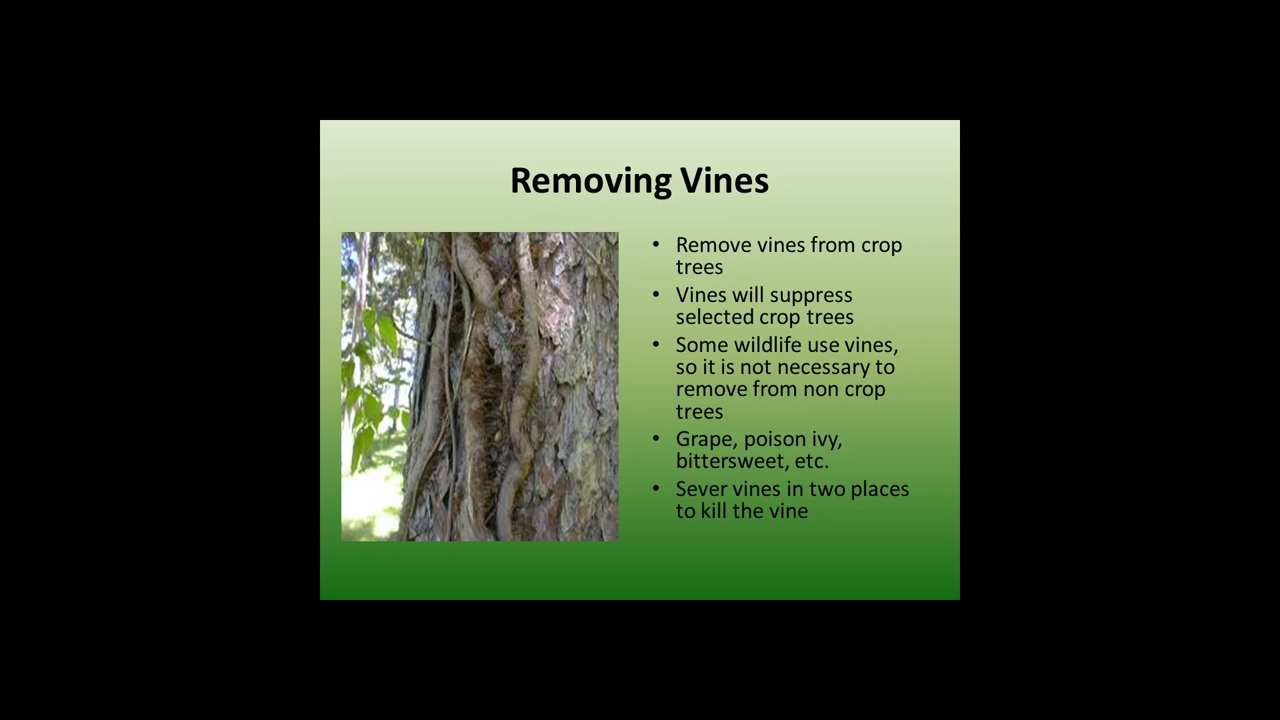 Removing Vines
• Remove vines from crop
trees
• Vines will suppress
selected crop trees
• Some wildlife use vines,
so it is not necessary to
remove from non crop
trees
• Grape, poison ivy,
bittersweet, etc.
• Sever vines in two places
to kill the vine